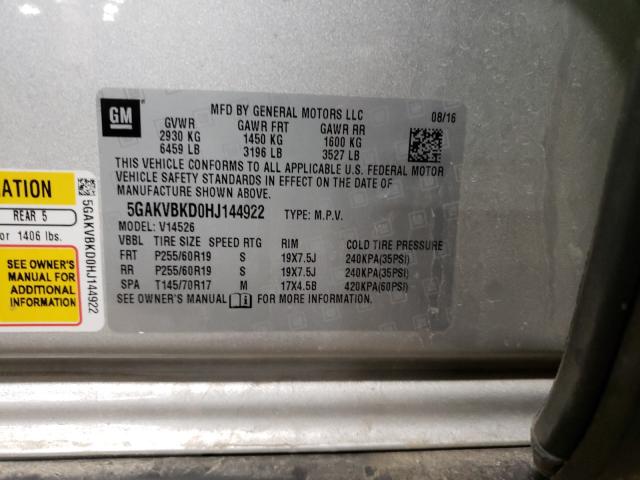 GM
MFD BY GENERAL MOTORS LLC
08/16
GVWR GAWR FRT GAWR RR
2930 KG 1450 KG 1600 KG
6459 LB 3196 LB 3527 LB
THIS VEHICLE CONFORMS TO ALL APPLICABLE U.S. FEDERAL MOTOR
VEHICLE SAFETY STANDARDS IN EFFECT ON THE DATE OF
MANUFACTURE SHOWN ABOVE.
5GAKVBKD0HJ144922 TYPE: M.P.V.
MODEL: V14526
VBBL TIRE SIZE SPEED RTG RIM COLD TIRE PRESSURE
FRT P255/60R19 S 19X7.5J 240KPA(35PSI)
RR P255/60R19 S 19X7.5J 240KPA(35PSI)
SPA T145/70R17 M 17X4.5B 420KPA(60PSI)
SEE OWNER'S MANUAL FOR MORE INFORMATION.
ATION
REAR 5
or 1406 lbs.
SEE OWNER'S
MANUAL FOR
ADDITIONAL
INFORMATION
5GAKVBKD0HJ144922